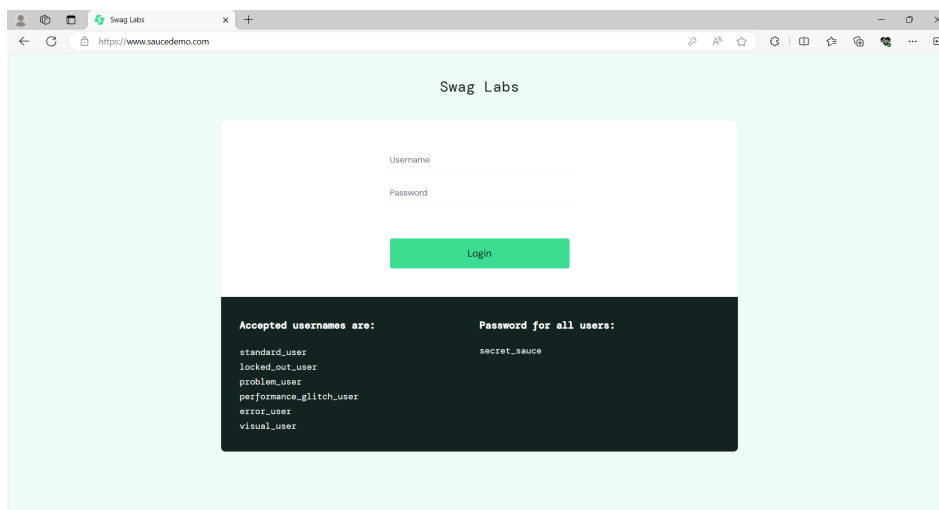 Swag Labs
https://www.saucedemo.com
Swag Labs
Username
Password
Login
Accepted usernames are:
standard_user
locked_out_user
problem_user
performance_glitch_user
error_user
visual_user
Password for all users:
secret_sauce